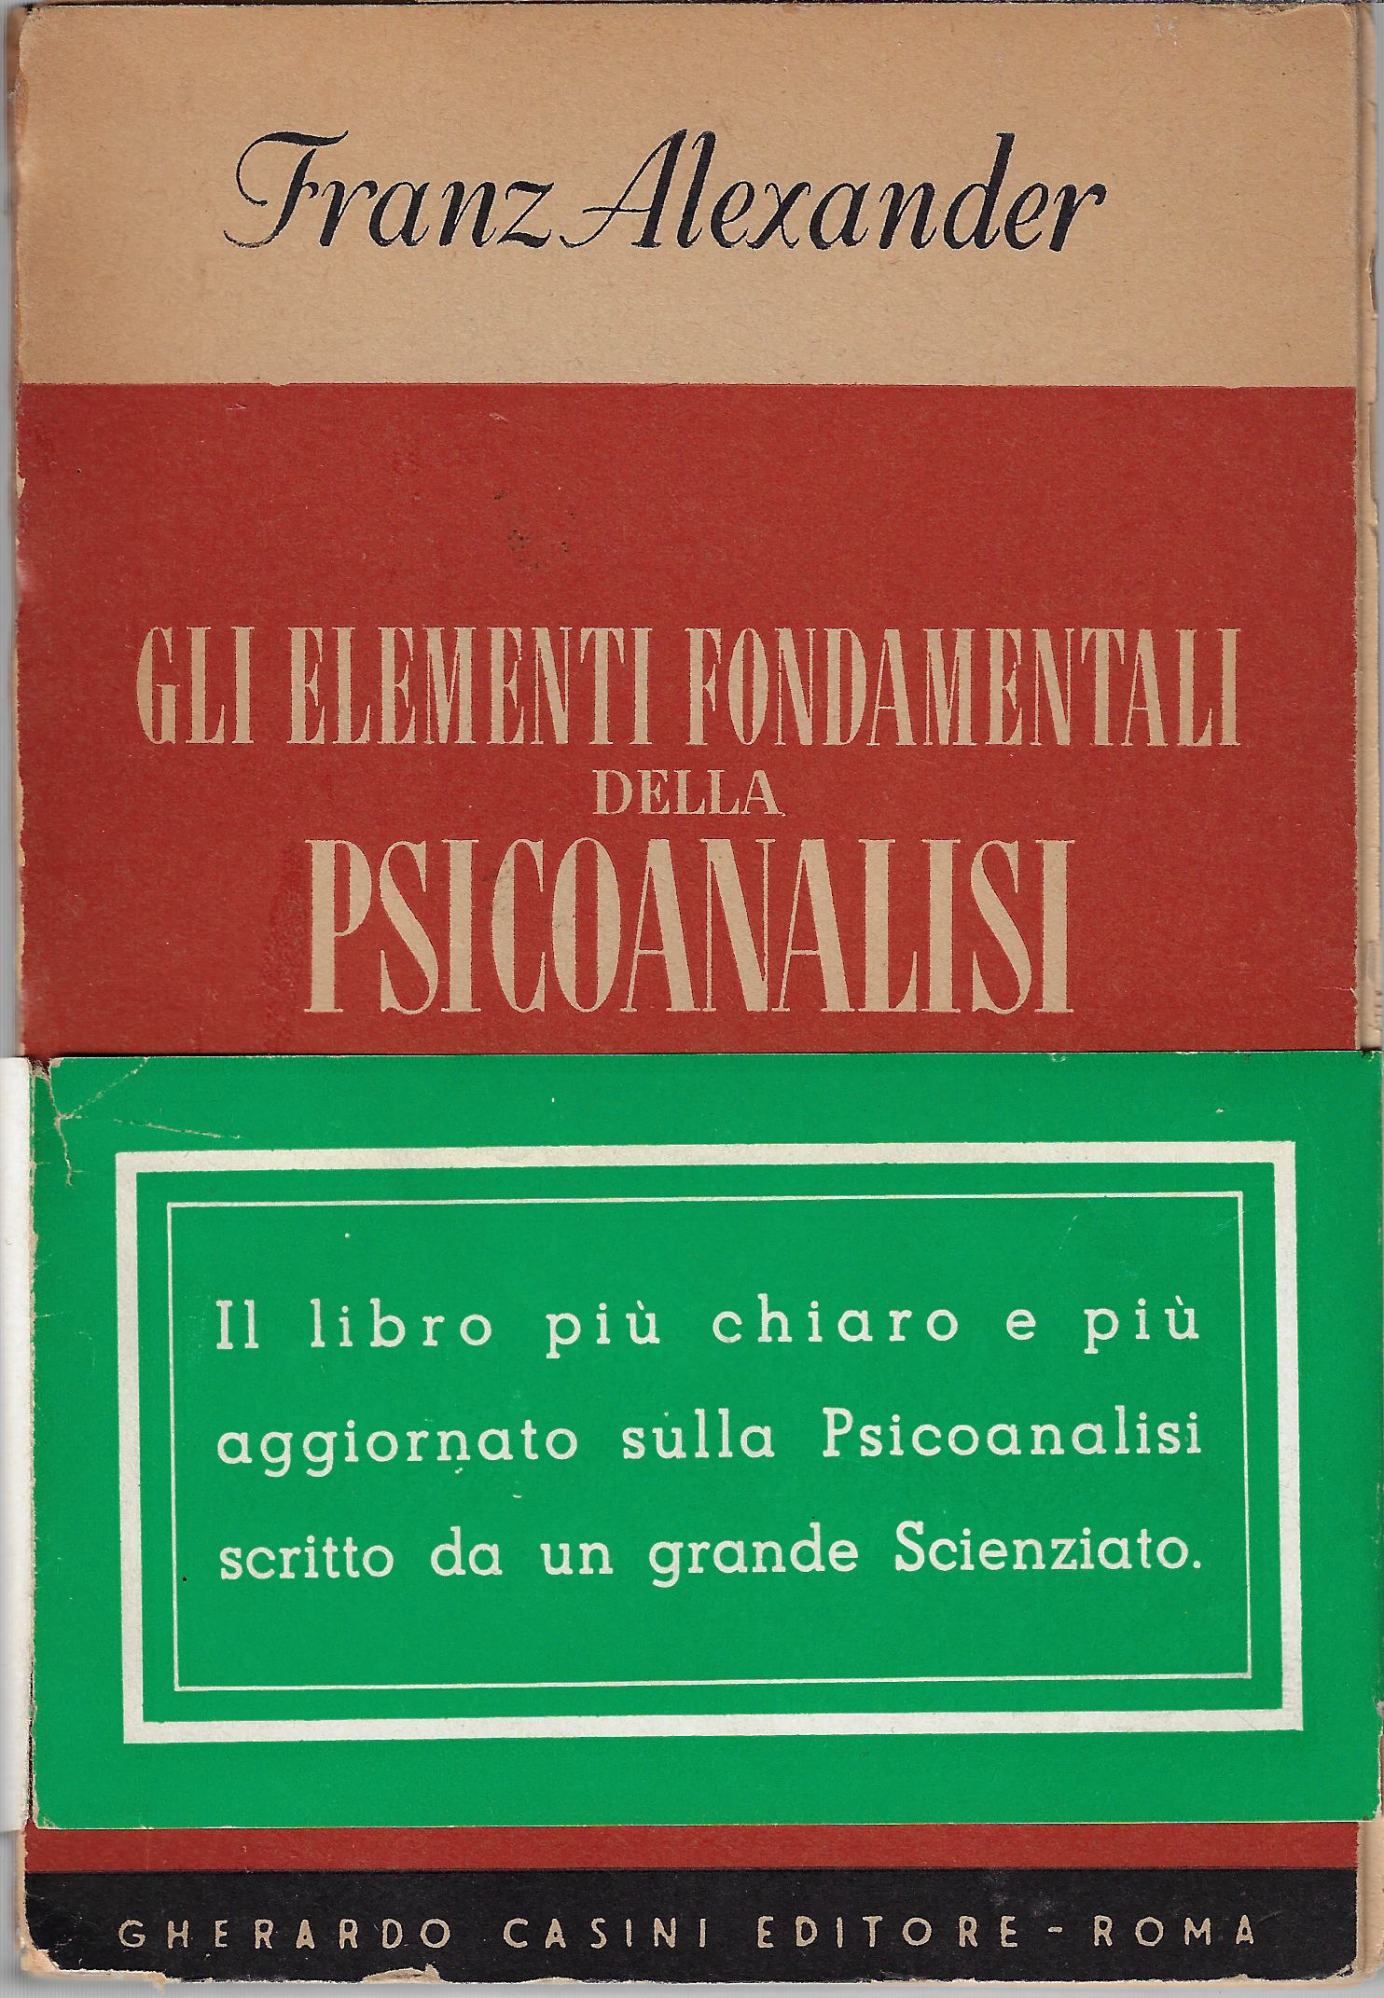 Franz Alexander
GLI ELEMENTI FONDAMENTALI
DELLA
PSICOANALISI
Il libro più chiaro e più
aggiornato sulla Psicoanalisi
scritto da un grande Scienziato.
GHERARDO CASINI EDITORE - ROMA